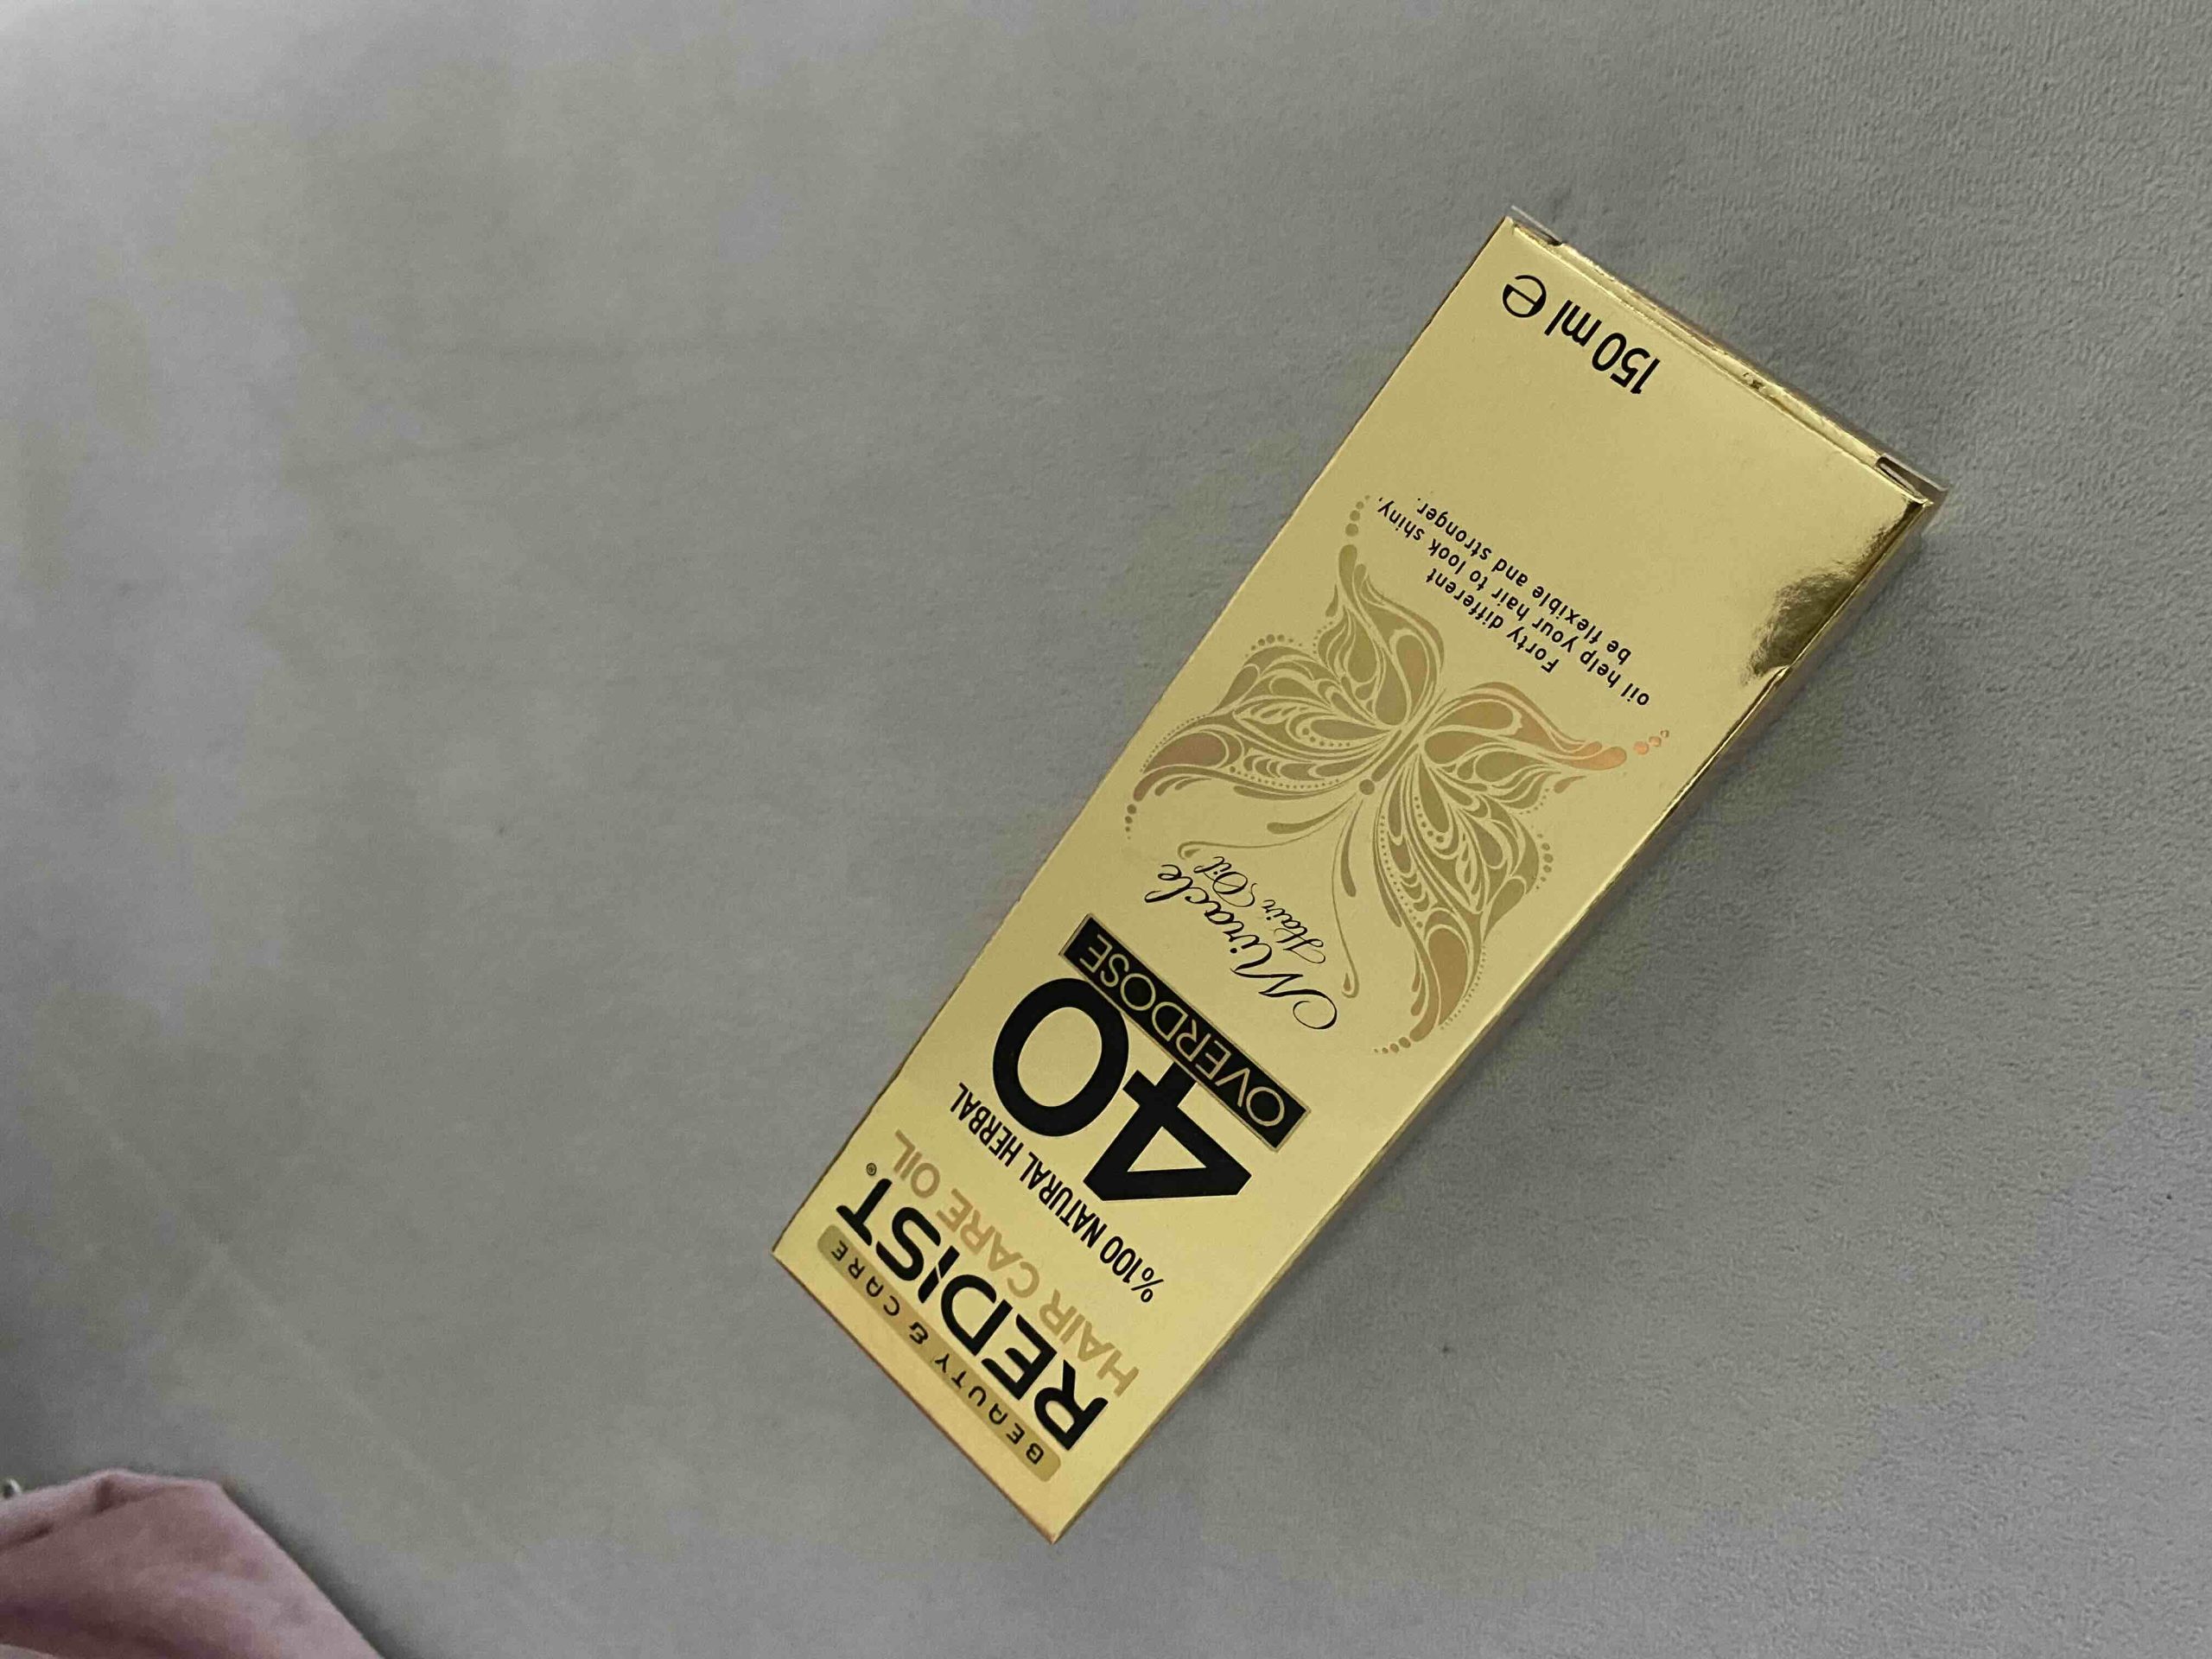 BEAUTY & CARE
REDIST®
HAIR CARE OIL
%100 NATURAL HERBAL
40
OVERDOSE
Miracle
Hair Oil
Forty different
oil help your hair to look shiny,
be flexible and stronger.
150 ml e